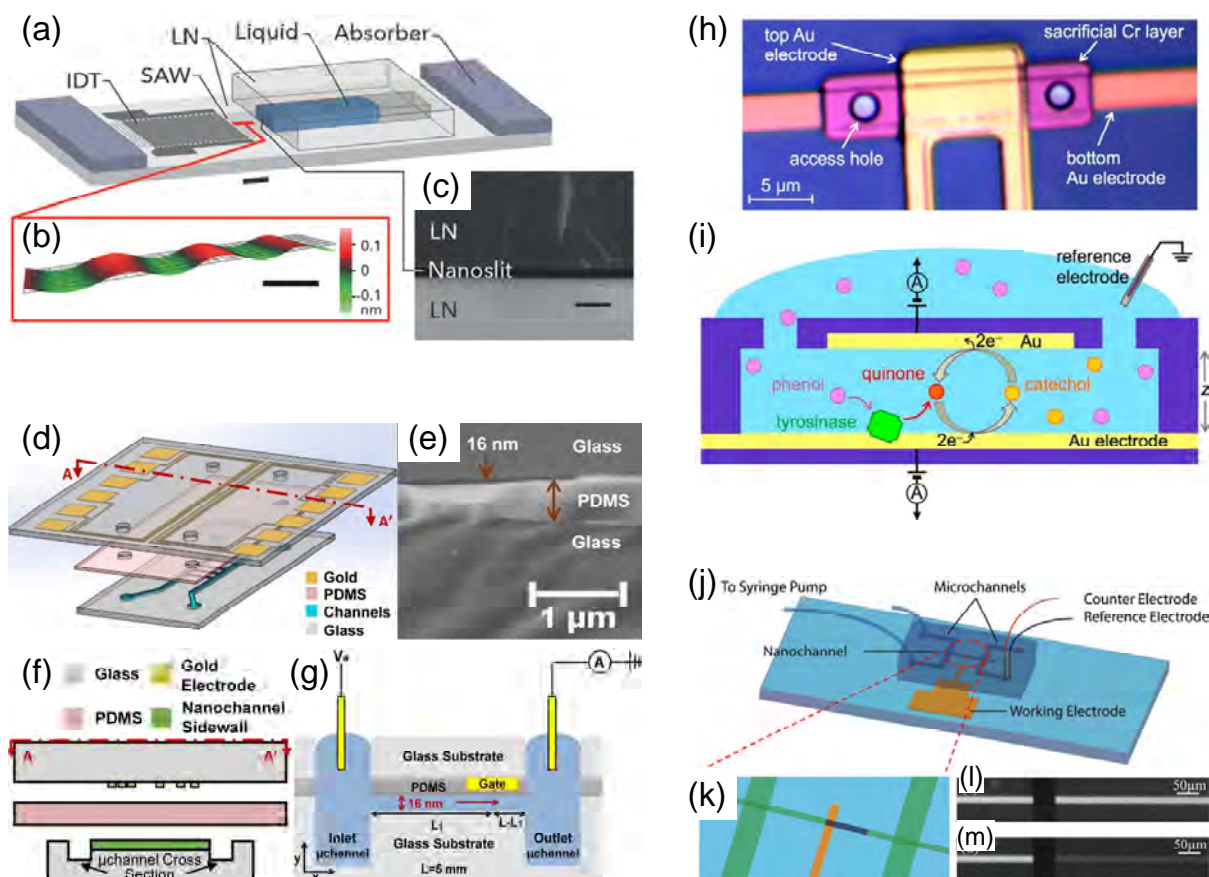 (a)
LN
Liquid
Absorber
IDT
SAW
(b)
0.1
0
-0.1
nm
(c)
LN
Nanoslit
LN
(d)
A
A'
Gold
PDMS
Channels
Glass
(e)
16 nm
Glass
PDMS
Glass
1 µm
(f)
Glass
Gold
Electrode
PDMS
Nanochannel
Sidewall
A
A'
µchannel Cross
Section
(g)
A
Glass Substrate
PDMS
Gate
16 nm
L₁
L-L₁
Inlet
µchannel
Glass Substrate
Outlet
µchannel
y
L=5 mm
(h)
top Au
electrode
sacrificial Cr layer
access hole
bottom
Au electrode
5 µm
(i)
reference
electrode
A
2e⁻
Au
phenol
quinone
catechol
z
tyrosinase
2e⁻
Au electrode
A
(j)
To Syringe Pump
Microchannels
Counter Electrode
Reference Electrode
Nanochannel
Working Electrode
(k)
(l)
50µm
(m)
50µm